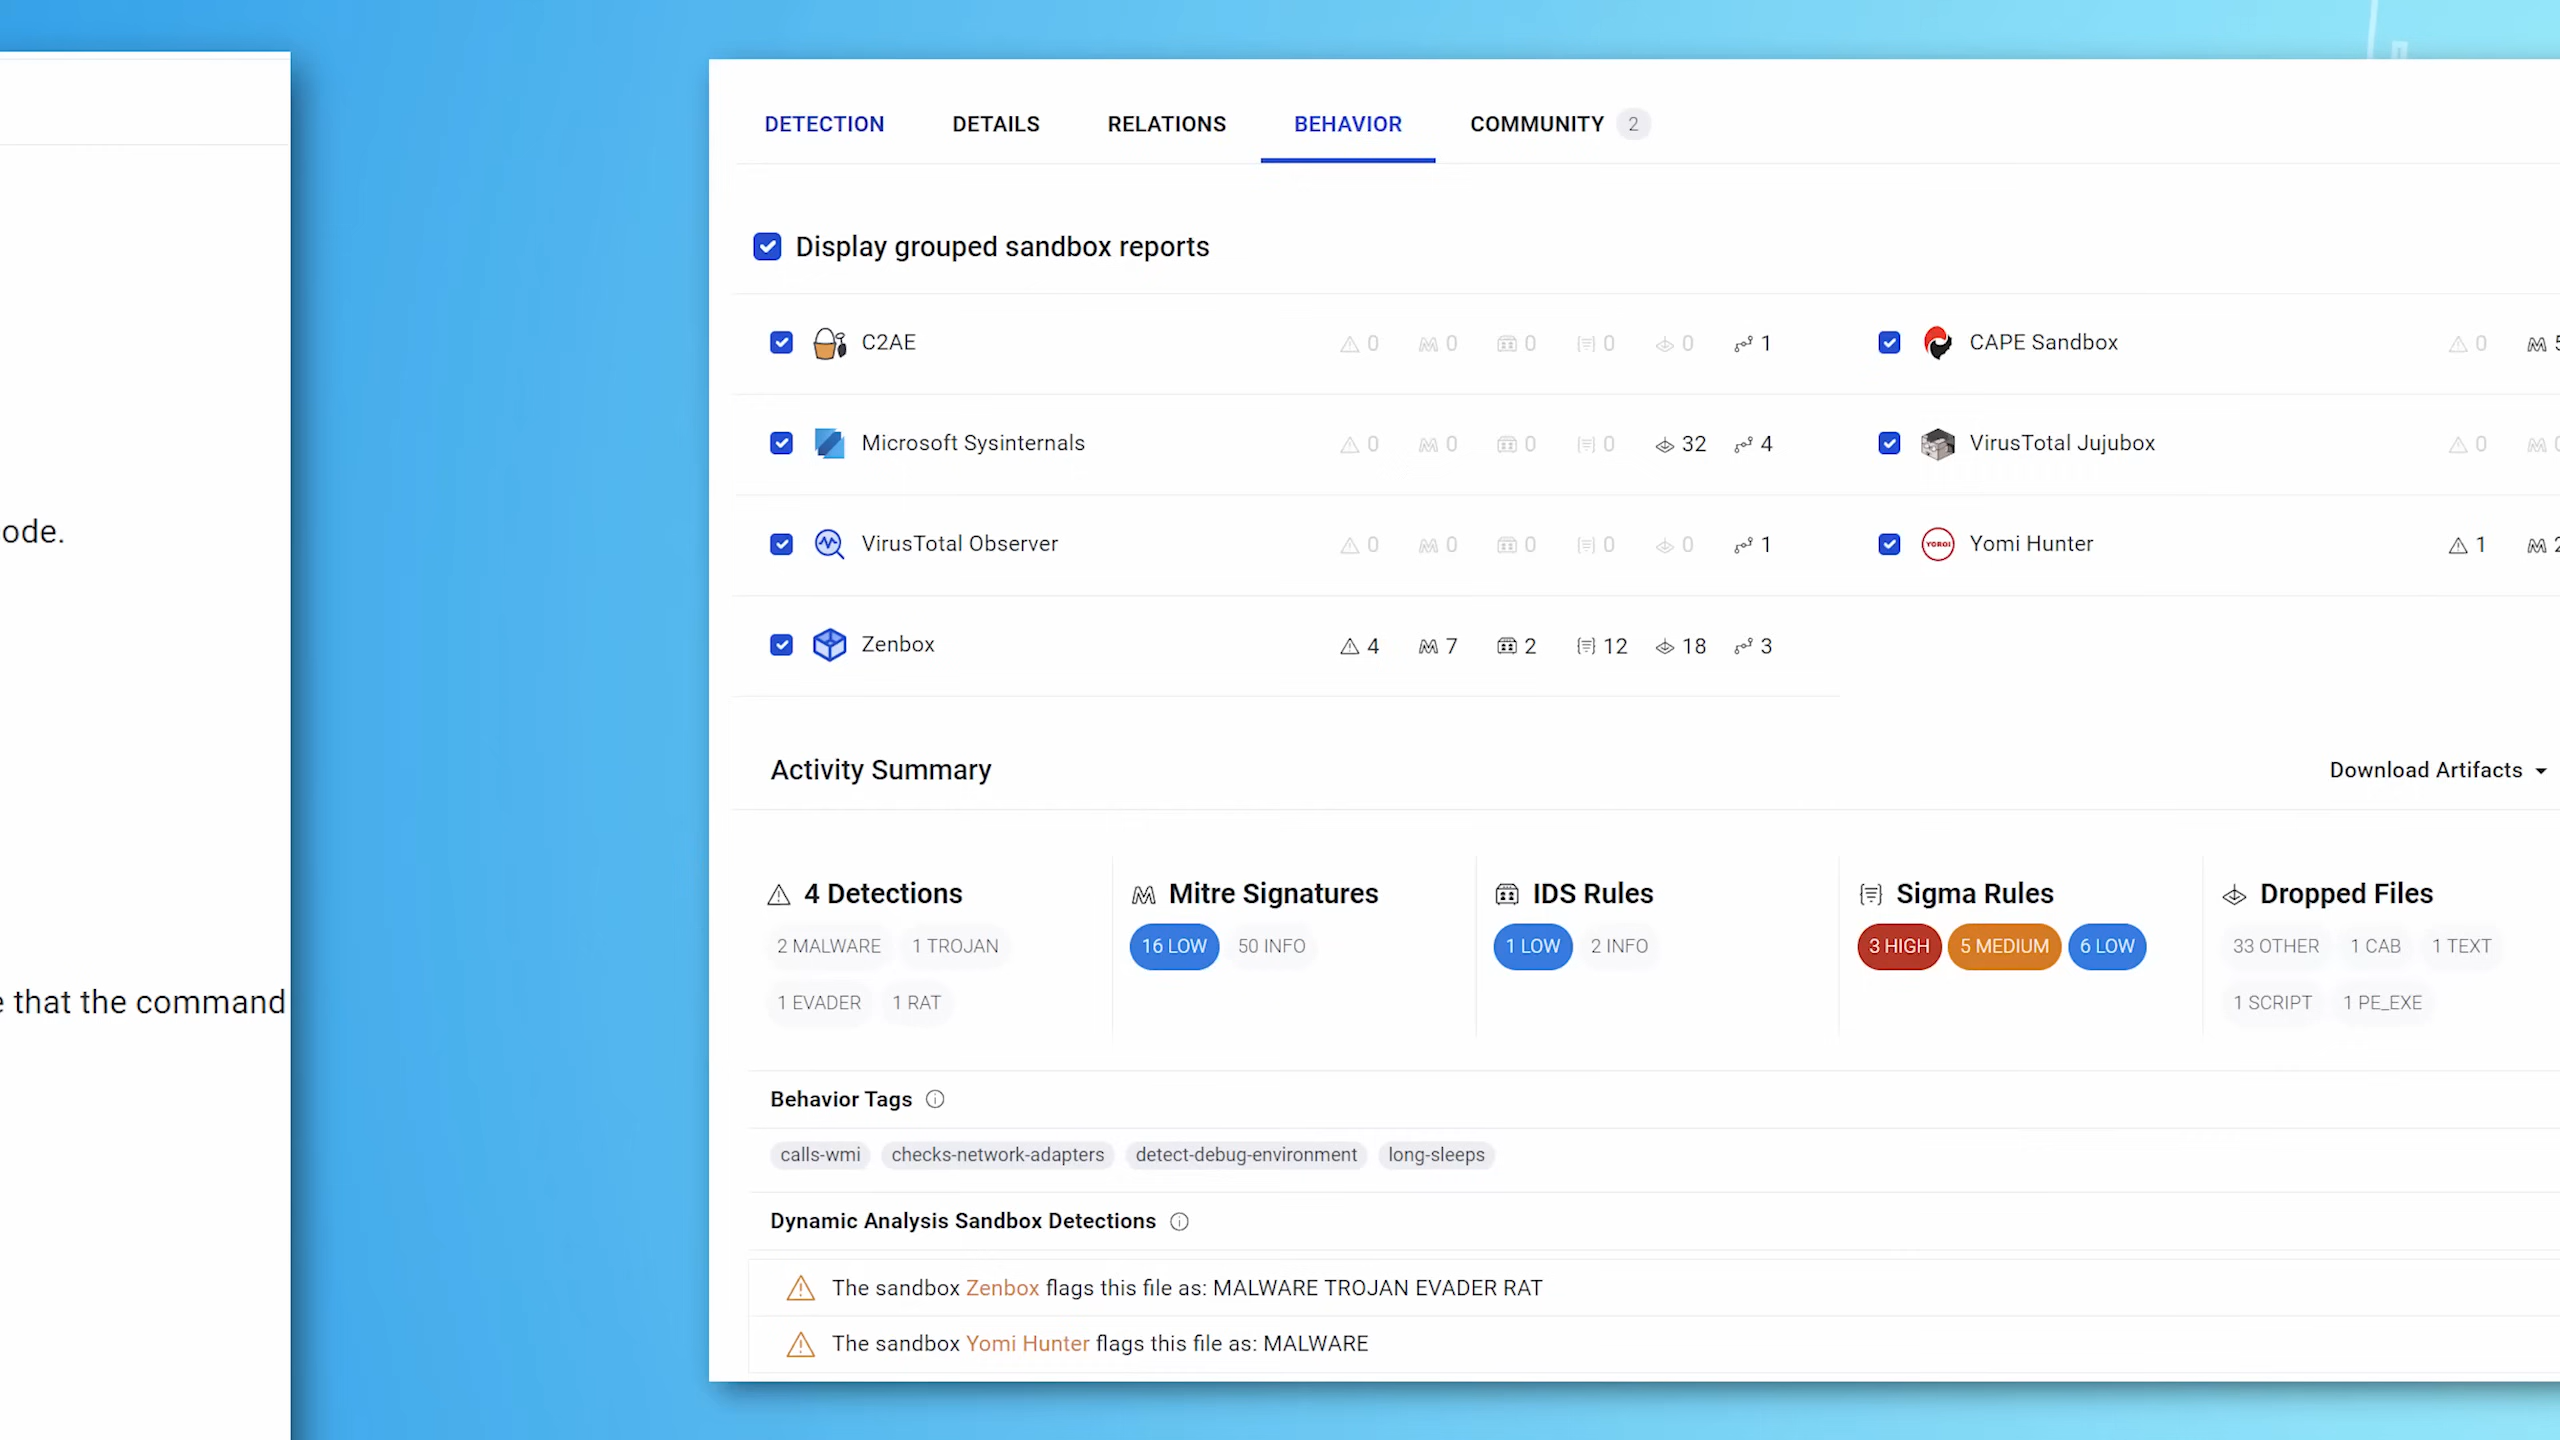 ode.
that the command
DETECTION DETAILS RELATIONS BEHAVIOR COMMUNITY 2
Display grouped sandbox reports
C2AE 0 0 0 0 0 1 CAPE Sandbox 0 5
Microsoft Sysinternals 0 0 0 0 32 4 VirusTotal Jujubox 0
VirusTotal Observer 0 0 0 0 0 1 YOROI Yomi Hunter 1 2
Zenbox 4 7 2 12 18 3
Activity Summary Download Artifacts
4 Detections Mitre Signatures IDS Rules Sigma Rules Dropped Files
2 MALWARE 1 TROJAN 16 LOW 50 INFO 1 LOW 2 INFO 3 HIGH 5 MEDIUM 6 LOW 33 OTHER 1 CAB 1 TEXT
1 EVADER 1 RAT 1 SCRIPT 1 PE_EXE
Behavior Tags
calls-wmi checks-network-adapters detect-debug-environment long-sleeps
Dynamic Analysis Sandbox Detections
The sandbox Zenbox flags this file as: MALWARE TROJAN EVADER RAT
The sandbox Yomi Hunter flags this file as: MALWARE